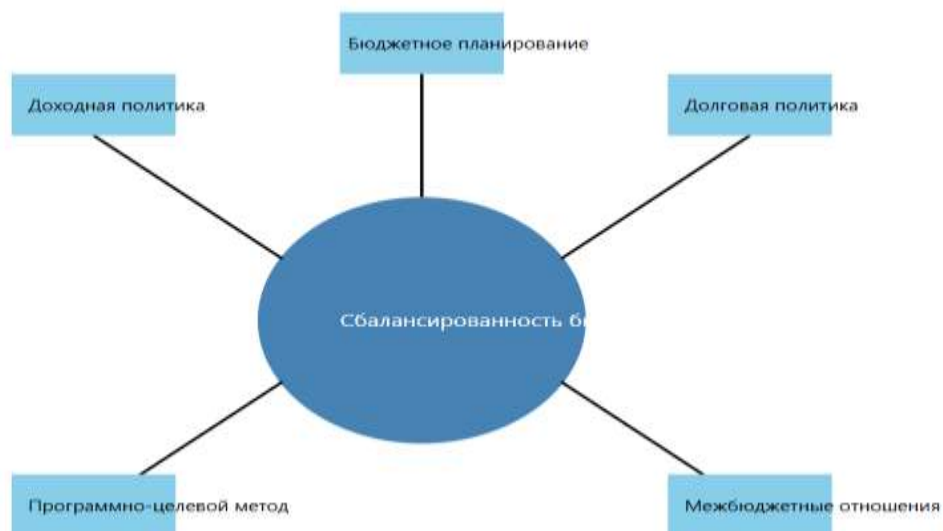 Бюджетное планирование
Доходная политика
Долговая политика
Сбалансированность
Программно-целевой метод
Межбюджетные отношения